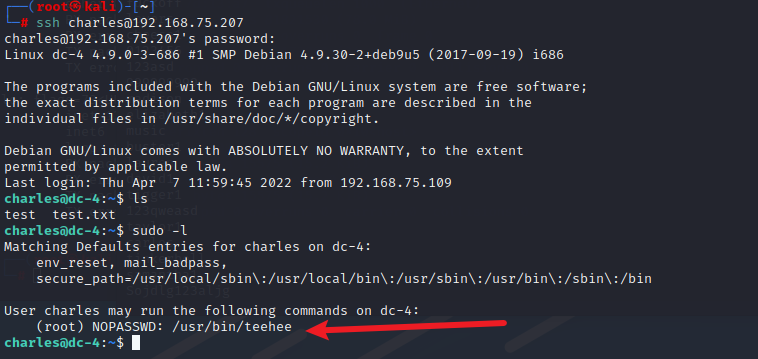 (root㉿kali)-[~]
# ssh charles@192.168.75.207
charles@192.168.75.207's password:
Linux dc-4 4.9.0-3-686 #1 SMP Debian 4.9.30-2+deb9u5 (2017-09-19) i686
The programs included with the Debian GNU/Linux system are free software;
the exact distribution terms for each program are described in the
individual files in /usr/share/doc/*/copyright.
Debian GNU/Linux comes with ABSOLUTELY NO WARRANTY, to the extent
permitted by applicable law.
Last login: Thu Apr  7 11:59:45 2022 from 192.168.75.109
charles@dc-4:~$ ls
test  test.txt
charles@dc-4:~$ sudo -l
Matching Defaults entries for charles on dc-4:
    env_reset, mail_badpass,
    secure_path=/usr/local/sbin\:/usr/local/bin\:/usr/sbin\:/usr/bin\:/sbin\:/bin
User charles may run the following commands on dc-4:
    (root) NOPASSWD: /usr/bin/teehee
charles@dc-4:~$